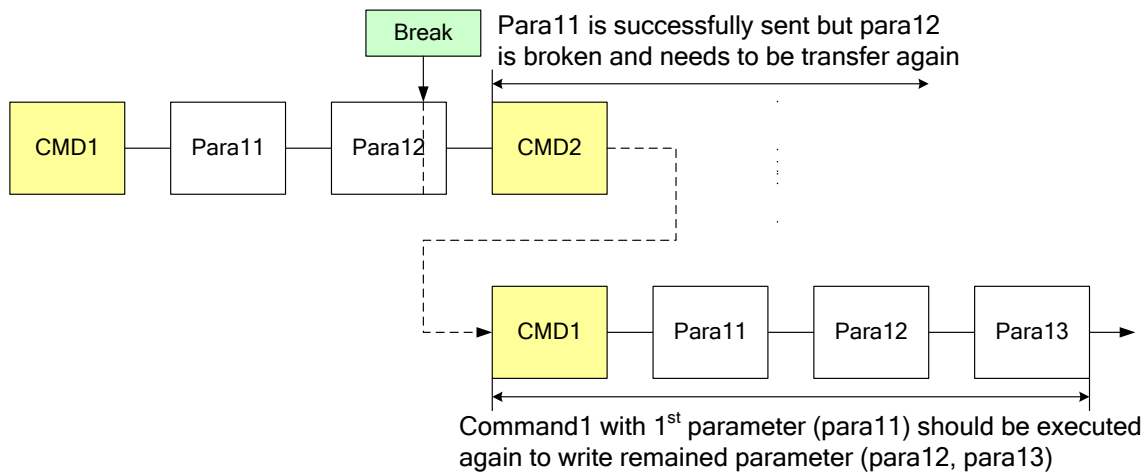 Break
Para11 is successfully sent but para12
is broken and needs to be transfer again
CMD1
Para11
Para12
CMD2
CMD1
Para11
Para12
Para13
Command1 with 1st parameter (para11) should be executed
again to write remained parameter (para12, para13)